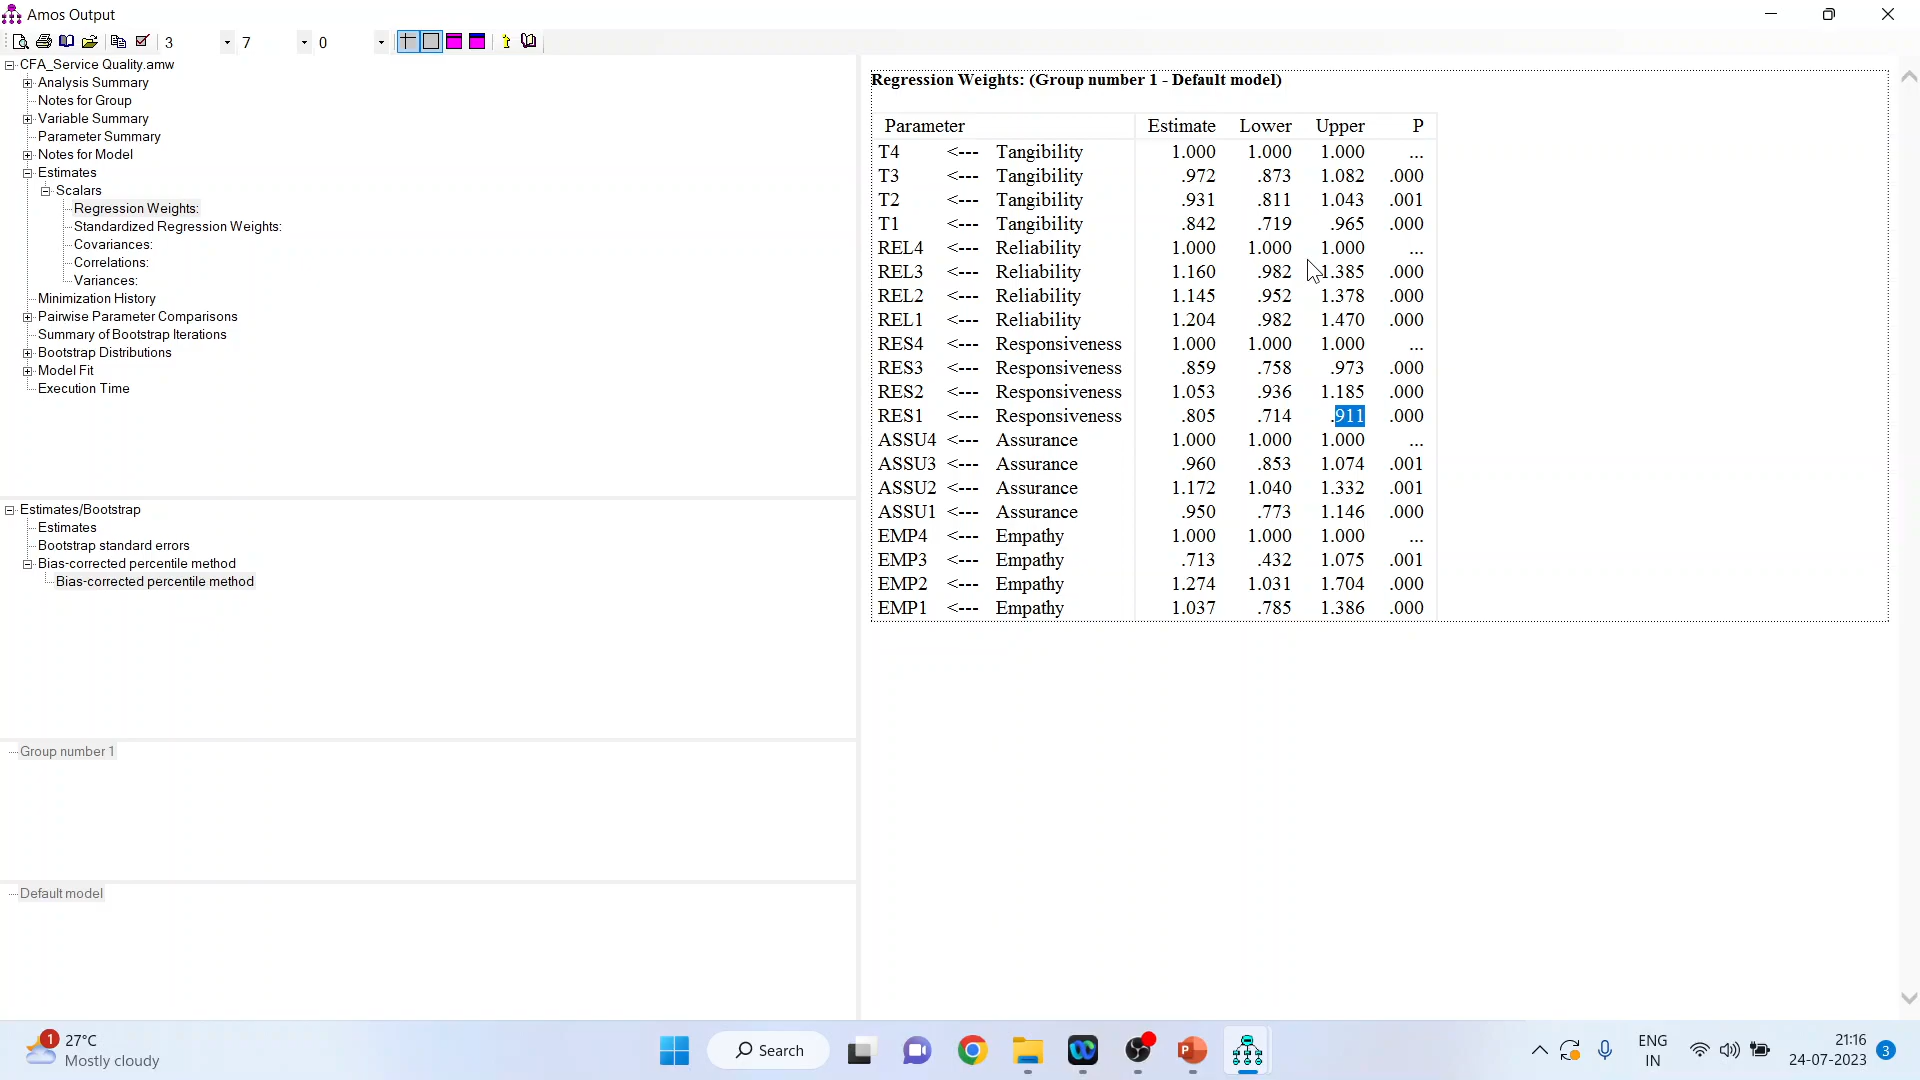 Amos Output
3 7 0
CFA_Service Quality.amw
Analysis Summary
Notes for Group
Variable Summary
Parameter Summary
Notes for Model
Estimates
Scalars
Regression Weights:
Standardized Regression Weights:
Covariances:
Correlations:
Variances:
Minimization History
Pairwise Parameter Comparisons
Summary of Bootstrap Iterations
Bootstrap Distributions
Model Fit
Execution Time
Estimates/Bootstrap
Estimates
Bootstrap standard errors
Bias-corrected percentile method
Bias-corrected percentile method
Group number 1
Default model
Regression Weights: (Group number 1 - Default model)
Parameter Estimate Lower Upper P
T4 <--- Tangibility 1.000 1.000 1.000 ...
T3 <--- Tangibility .972 .873 1.082 .000
T2 <--- Tangibility .931 .811 1.043 .001
T1 <--- Tangibility .842 .719 .965 .000
REL4 <--- Reliability 1.000 1.000 1.000 ...
REL3 <--- Reliability 1.160 .982 1.385 .000
REL2 <--- Reliability 1.145 .952 1.378 .000
REL1 <--- Reliability 1.204 .982 1.470 .000
RES4 <--- Responsiveness 1.000 1.000 1.000 ...
RES3 <--- Responsiveness .859 .758 .973 .000
RES2 <--- Responsiveness 1.053 .936 1.185 .000
RES1 <--- Responsiveness .805 .714 .911 .000
ASSU4 <--- Assurance 1.000 1.000 1.000 ...
ASSU3 <--- Assurance .960 .853 1.074 .001
ASSU2 <--- Assurance 1.172 1.040 1.332 .001
ASSU1 <--- Assurance .950 .773 1.146 .000
EMP4 <--- Empathy 1.000 1.000 1.000 ...
EMP3 <--- Empathy .713 .432 1.075 .001
EMP2 <--- Empathy 1.274 1.031 1.704 .000
EMP1 <--- Empathy 1.037 .785 1.386 .000
1
27°C
Mostly cloudy
Search
P
ENG
IN
21:16
24-07-2023
3